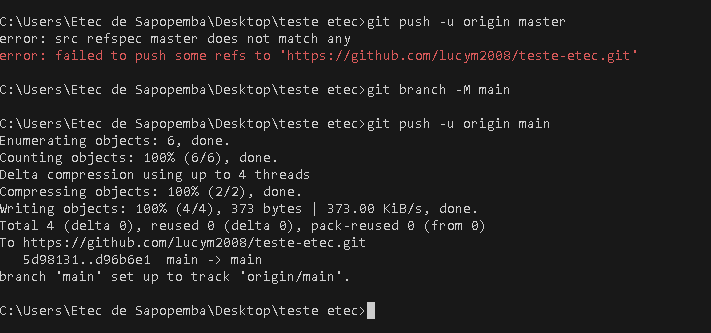 C:\Users\Etec de Sapopemba\Desktop\teste etec>git push -u origin master
error: src refspec master does not match any
error: failed to push some refs to 'https://github.com/lucym2008/teste-etec.git'
C:\Users\Etec de Sapopemba\Desktop\teste etec>git branch -M main
C:\Users\Etec de Sapopemba\Desktop\teste etec>git push -u origin main
Enumerating objects: 6, done.
Counting objects: 100% (6/6), done.
Delta compression using up to 4 threads
Compressing objects: 100% (2/2), done.
Writing objects: 100% (4/4), 373 bytes | 373.00 KiB/s, done.
Total 4 (delta 0), reused 0 (delta 0), pack-reused 0 (from 0)
To https://github.com/lucym2008/teste-etec.git
   5d98131..d96b6e1  main -> main
branch 'main' set up to track 'origin/main'.
C:\Users\Etec de Sapopemba\Desktop\teste etec>